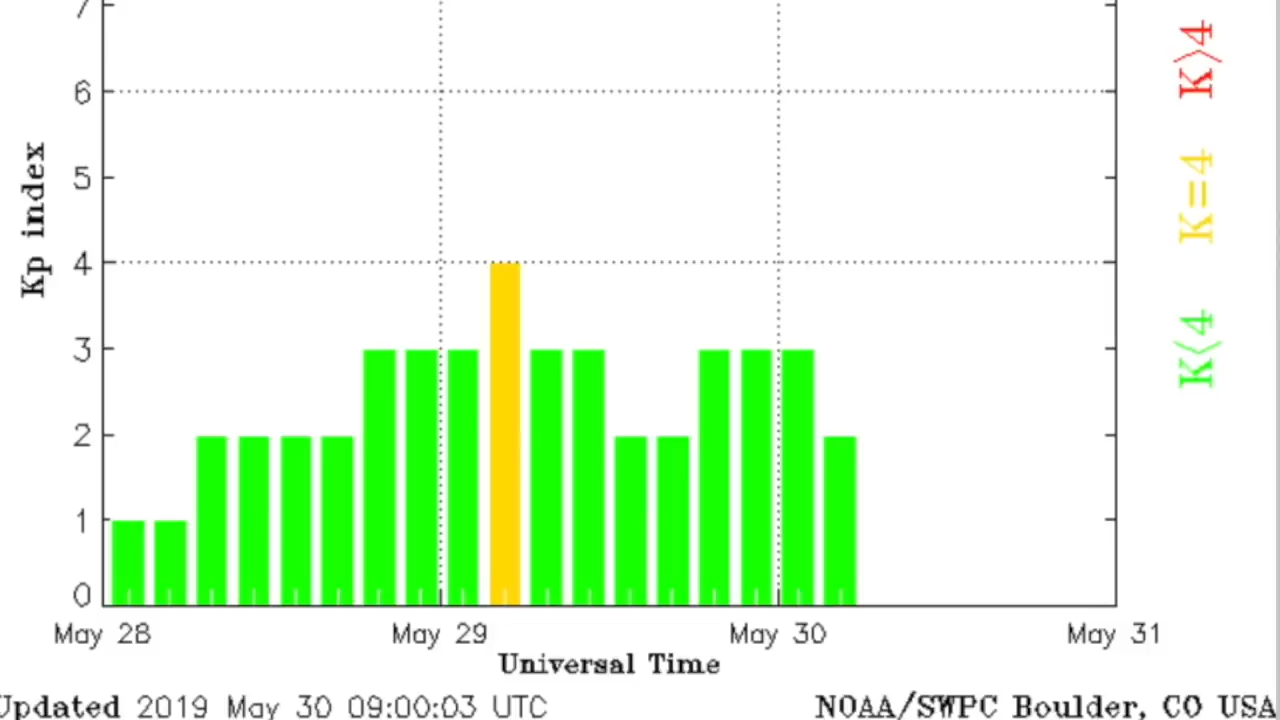 7
6
5
4
3
2
1
0
Kp index
May 28
May 29
May 30
May 31
Universal Time
Updated 2019 May 30 09:00:03 UTC
NOAA/SWPC Boulder, CO USA
K>4
K=4
K<4